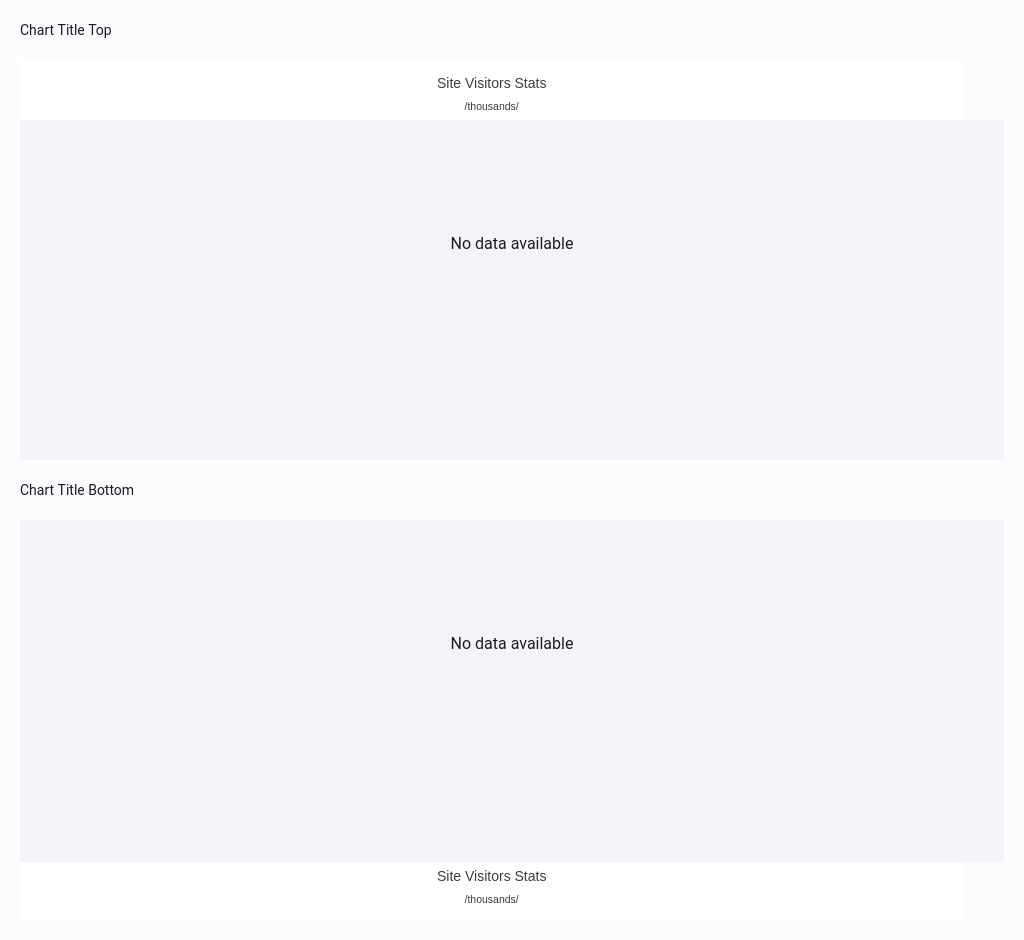 Chart Title Top
Site Visitors Stats
/thousands/
No data available
Chart Title Bottom
No data available
Site Visitors Stats
/thousands/